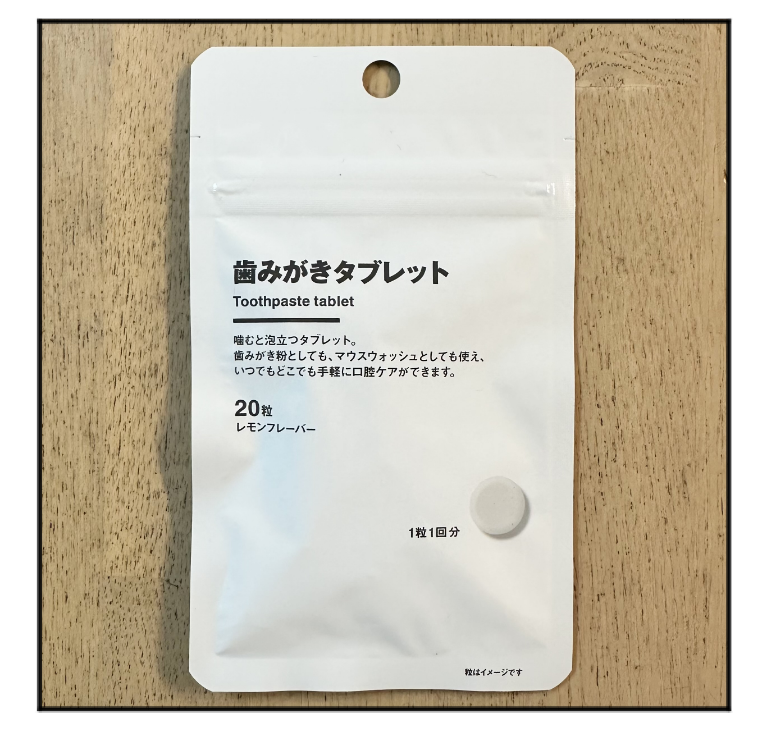 歯みがきタブレット
Toothpaste tablet
噛むと泡立つタブレット。
歯みがき粉としても、マウスウォッシュとしても使え、
いつでもどこでも手軽に口腔ケアができます。
20粒
レモンフレーバー
1粒1回分
粒はイメージです